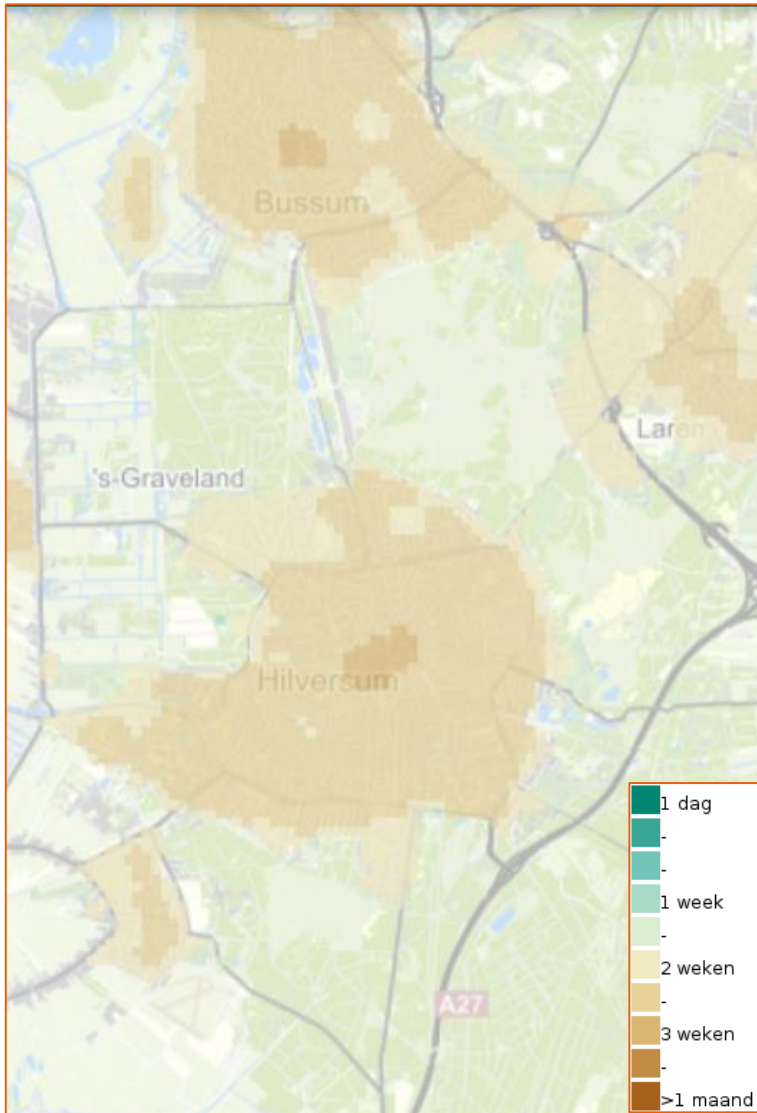 Bussum
Laren
's-Graveland
Hilversum
A27
1 dag
-
-
1 week
-
2 weken
-
3 weken
-
>1 maand